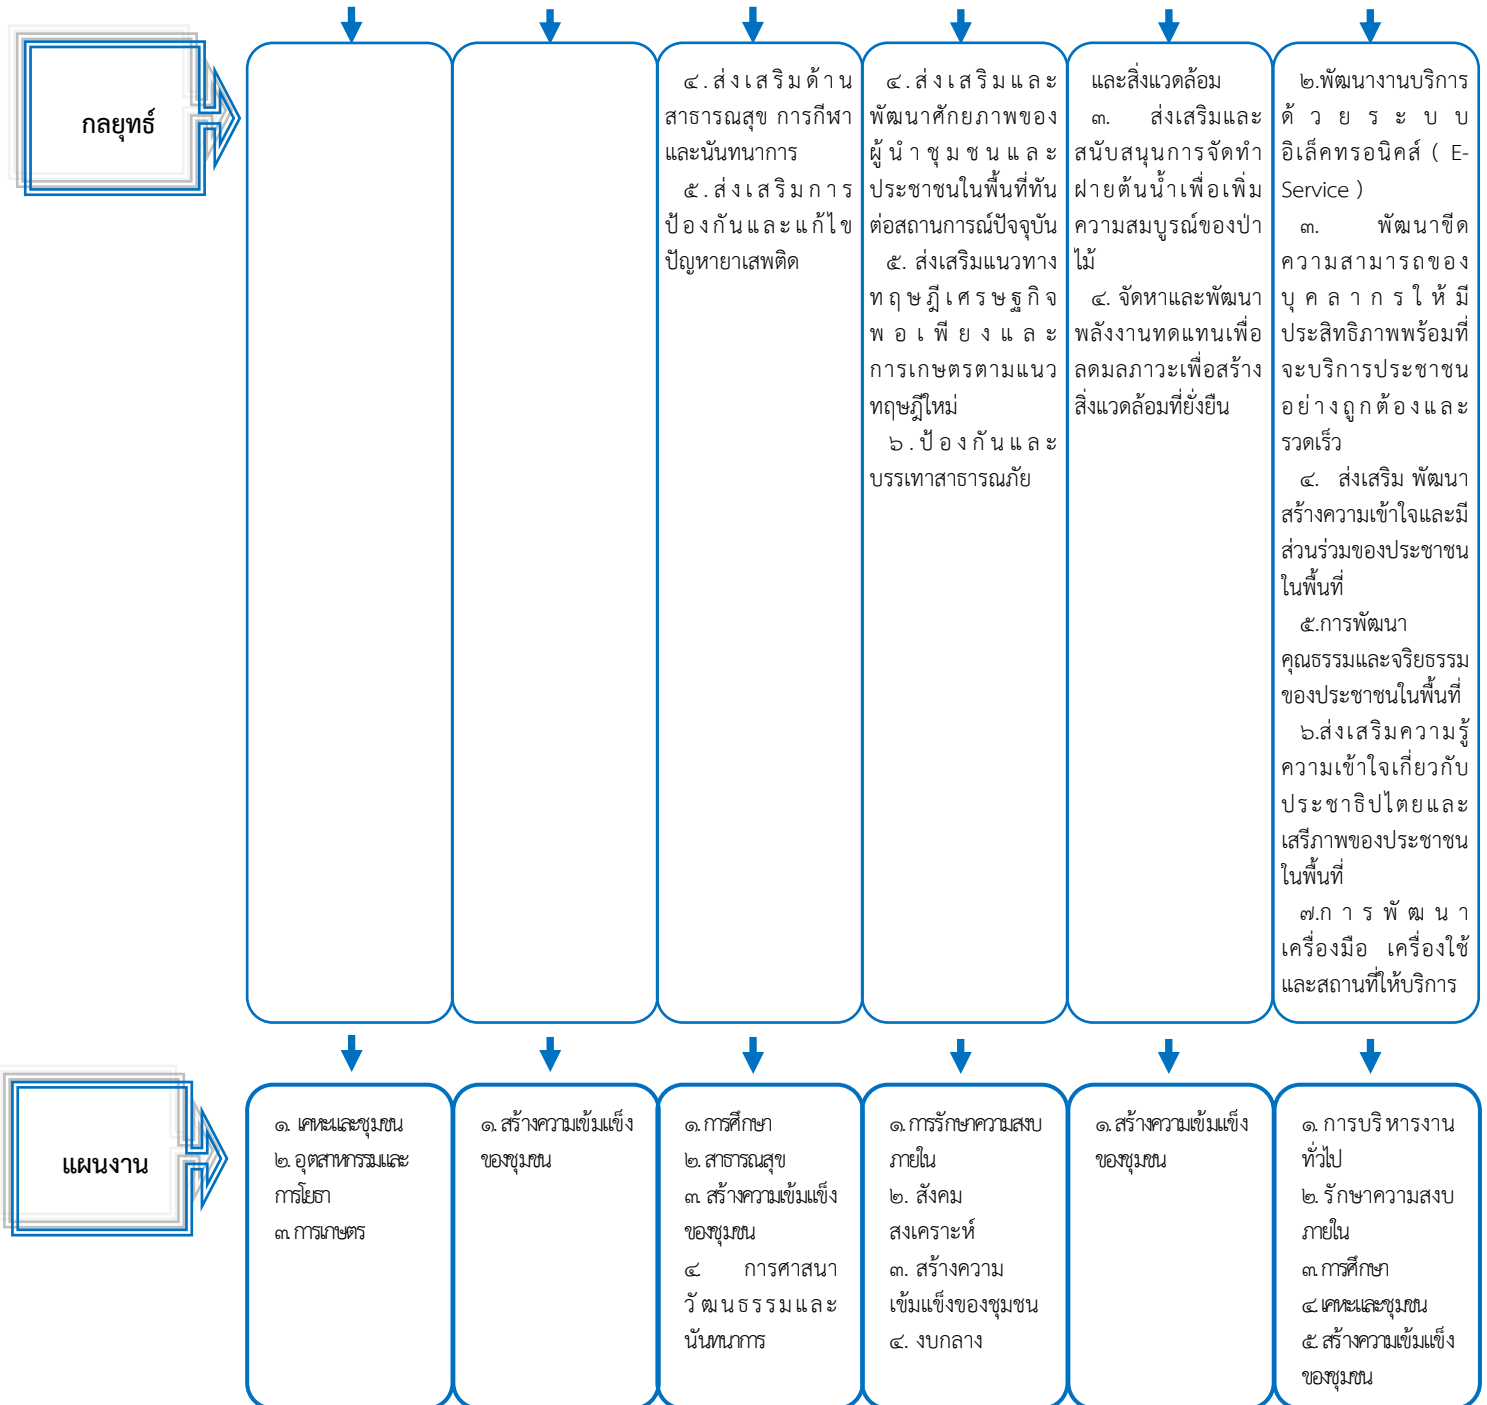 กลยุทธ์
๔.ส่งเสริมด้าน
สาธารณสุข การกีฬา
และนันทนาการ
๕.ส่งเสริมการ
ป้องกันและแก้ไข
ปัญหายาเสพติด
๔.ส่งเสริมและ
พัฒนาศักยภาพของ
ผู้นำชุมชนและ
ประชาชนในพื้นที่ทัน
ต่อสถานการณ์ปัจจุบัน
๕. ส่งเสริมแนวทาง
ทฤษฎีเศรษฐกิจ
พอเพียงและ
การเกษตรตามแนว
ทฤษฎีใหม่
๖.ป้องกันและ
บรรเทาสาธารณภัย
และสิ่งแวดล้อม
๓. ส่งเสริมและ
สนับสนุนการจัดทำ
ฝายต้นน้ำเพื่อเพิ่ม
ความสมบูรณ์ของป่า
ไม้
๔. จัดหาและพัฒนา
พลังงานทดแทนเพื่อ
ลดมลภาวะเพื่อสร้าง
สิ่งแวดล้อมที่ยั่งยืน
๒.พัฒนางานบริการ
ด้วยระบบ
อิเล็คทรอนิคส์ ( E-
Service )
๓. พัฒนาขีด
ความสามารถของ
บุคลากรให้มี
ประสิทธิภาพพร้อมที่
จะบริการประชาชน
อย่างถูกต้องและ
รวดเร็ว
๔. ส่งเสริม พัฒนา
สร้างความเข้าใจและมี
ส่วนร่วมของประชาชน
ในพื้นที่
๕.การพัฒนา
คุณธรรมและจริยธรรม
ของประชาชนในพื้นที่
๖.ส่งเสริมความรู้
ความเข้าใจเกี่ยวกับ
ประชาธิปไตยและ
เสรีภาพของประชาชน
ในพื้นที่
๗.การพัฒนา
เครื่องมือ เครื่องใช้
และสถานที่ให้บริการ
แผนงาน
๑. เคหะและชุมชน
๒. อุตสาหกรรมและ
การโยธา
๓. การเกษตร
๑. สร้างความเข้มแข็ง
ของชุมชน
๑. การศึกษา
๒. สาธารณสุข
๓. สร้างความเข้มแข็ง
ของชุมชน
๔. การศาสนา
วัฒนธรรมและ
นันทนาการ
๑. การรักษาความสงบ
ภายใน
๒. สังคม
สงเคราะห์
๓. สร้างความ
เข้มแข็งของชุมชน
๔. งบกลาง
๑. สร้างความเข้มแข็ง
ของชุมชน
๑. การบริหารงาน
ทั่วไป
๒. รักษาความสงบ
ภายใน
๓. การศึกษา
๔. เคหะและชุมชน
๕. สร้างความเข้มแข็ง
ของชุมชน